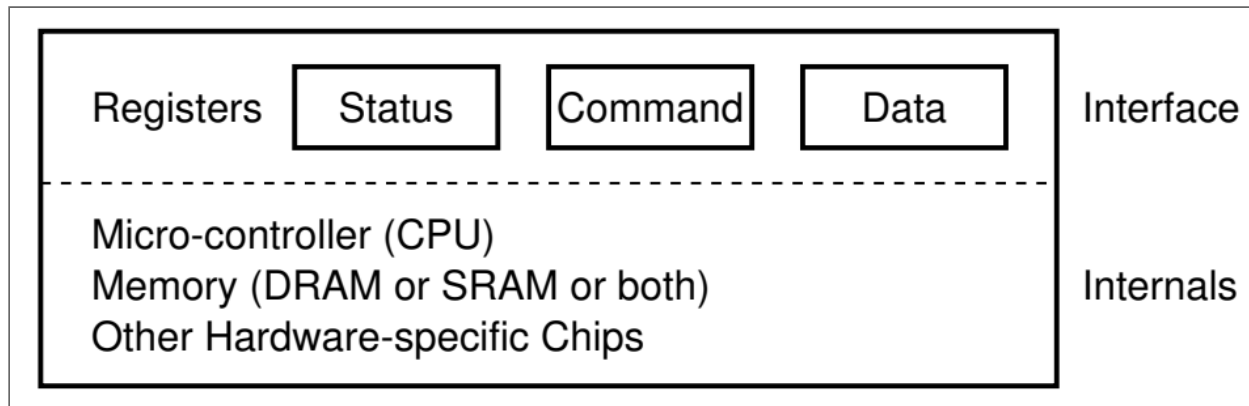 Registers Status Command Data Interface
Micro-controller (CPU)
Memory (DRAM or SRAM or both) Internals
Other Hardware-specific Chips